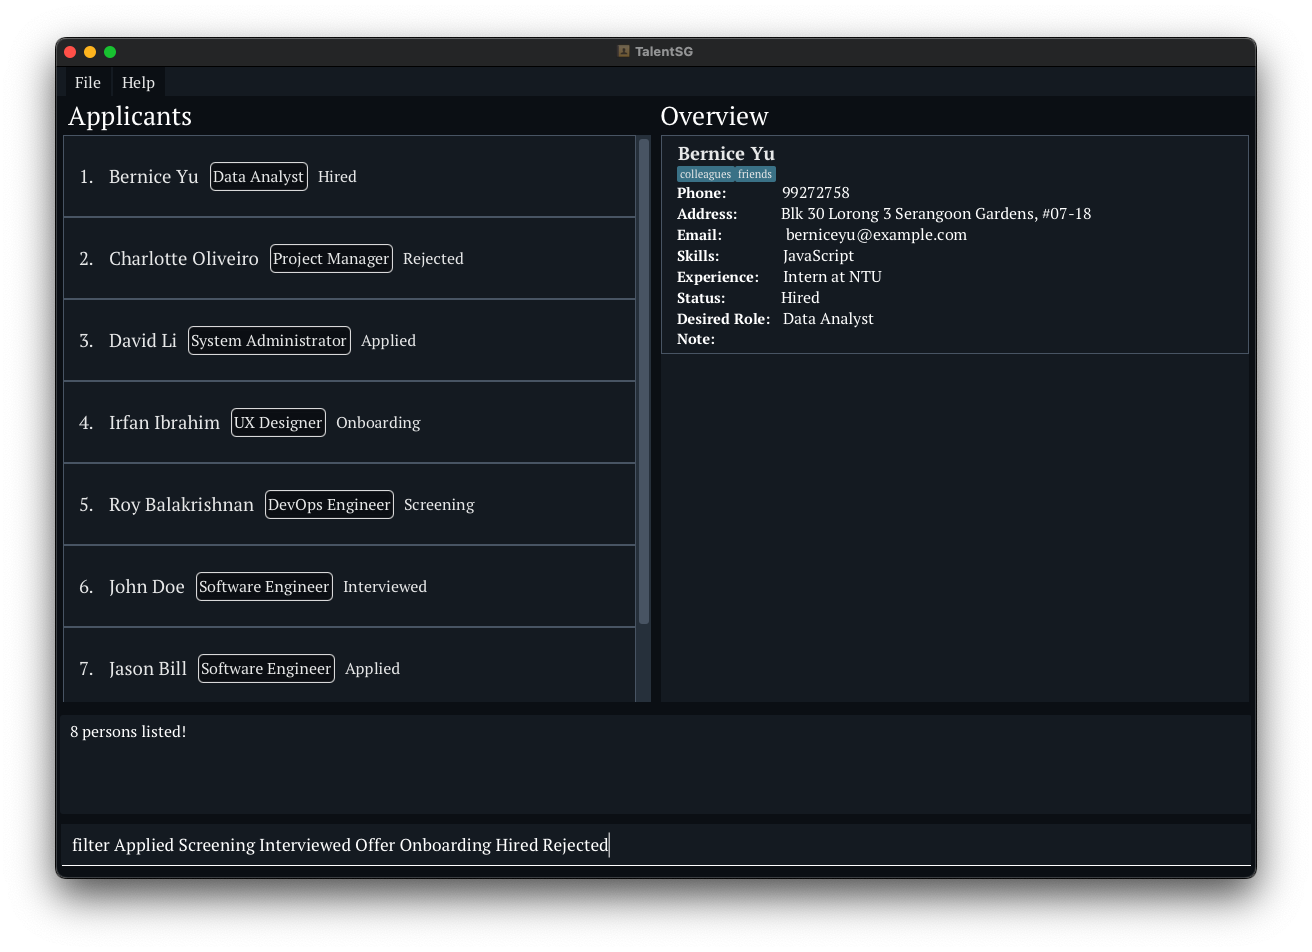 TalentSG
File Help
Applicants
1. Bernice Yu Data Analyst Hired
2. Charlotte Oliveiro Project Manager Rejected
3. David Li System Administrator Applied
4. Irfan Ibrahim UX Designer Onboarding
5. Roy Balakrishnan DevOps Engineer Screening
6. John Doe Software Engineer Interviewed
7. Jason Bill Software Engineer Applied
Overview
Bernice Yu
colleagues friends
Phone: 99272758
Address: Blk 30 Lorong 3 Serangoon Gardens, #07-18
Email: berniceyu@example.com
Skills: JavaScript
Experience: Intern at NTU
Status: Hired
Desired Role: Data Analyst
Note:
8 persons listed!
filter Applied Screening Interviewed Offer Onboarding Hired Rejected